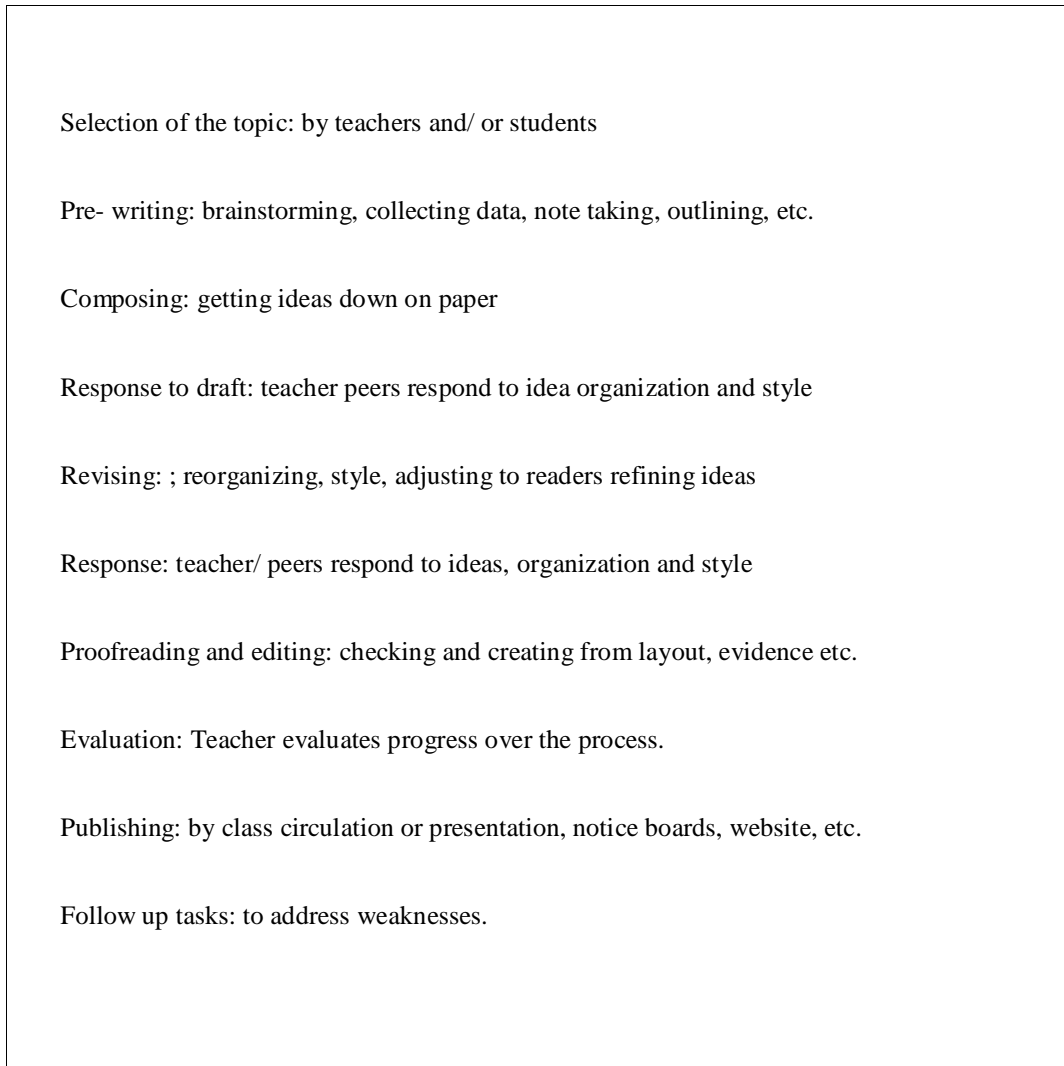 Selection of the topic: by teachers and/ or students
Pre- writing: brainstorming, collecting data, note taking, outlining, etc.
Composing: getting ideas down on paper
Response to draft: teacher peers respond to idea organization and style
Revising: ; reorganizing, style, adjusting to readers refining ideas
Response: teacher/ peers respond to ideas, organization and style
Proofreading and editing: checking and creating from layout, evidence etc.
Evaluation: Teacher evaluates progress over the process.
Publishing: by class circulation or presentation, notice boards, website, etc.
Follow up tasks: to address weaknesses.